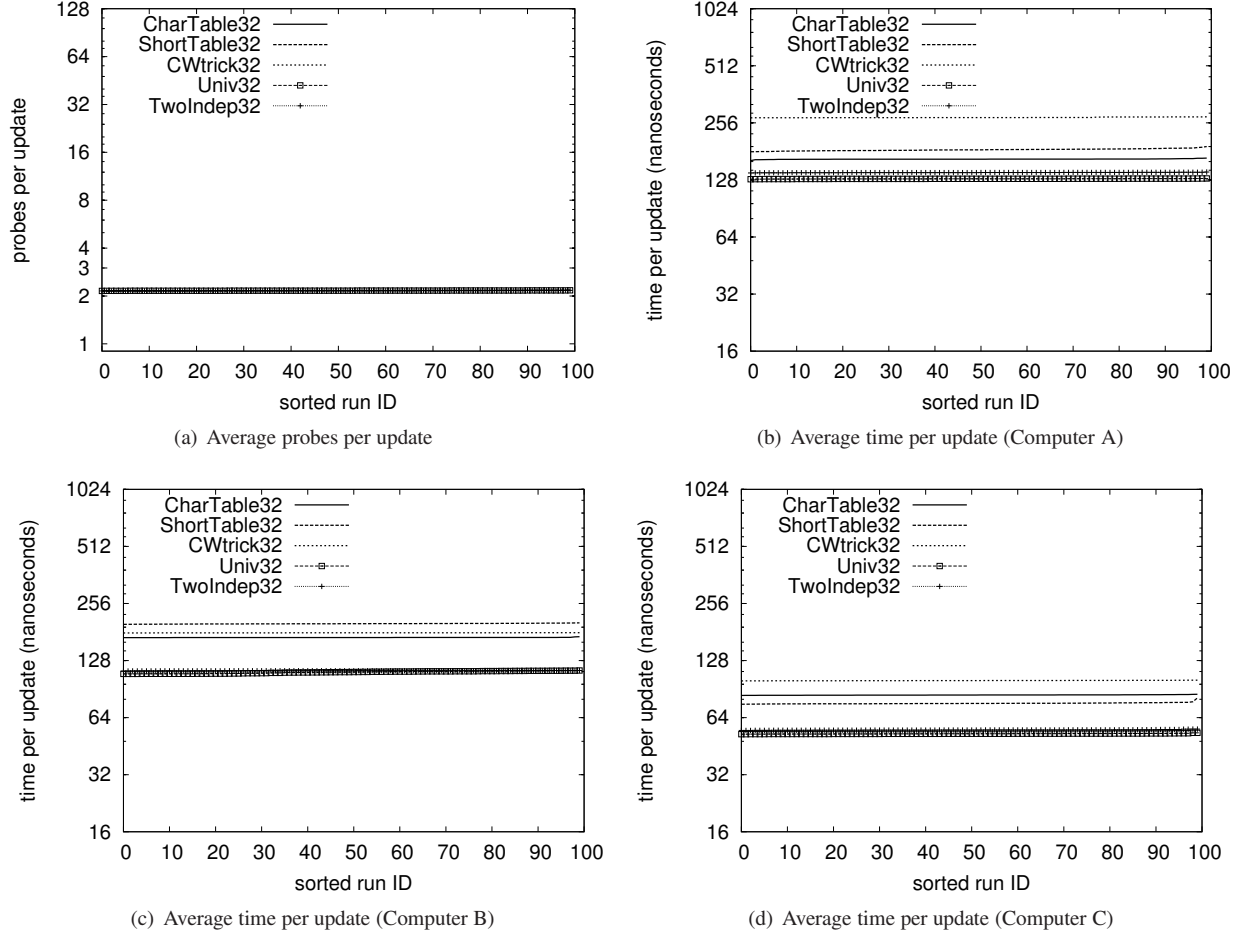 probes per update
128
64
32
16
8
4
3
2
1
CharTable32
ShortTable32
CWtrick32
Univ32
TwoIndep32
0 10 20 30 40 50 60 70 80 90 100
sorted run ID
(a) Average probes per update
time per update (nanoseconds)
1024
512
256
128
64
32
16
CharTable32
ShortTable32
CWtrick32
Univ32
TwoIndep32
0 10 20 30 40 50 60 70 80 90 100
sorted run ID
(b) Average time per update (Computer A)
time per update (nanoseconds)
1024
512
256
128
64
32
16
CharTable32
ShortTable32
CWtrick32
Univ32
TwoIndep32
0 10 20 30 40 50 60 70 80 90 100
sorted run ID
(c) Average time per update (Computer B)
time per update (nanoseconds)
1024
512
256
128
64
32
16
CharTable32
ShortTable32
CWtrick32
Univ32
TwoIndep32
0 10 20 30 40 50 60 70 80 90 100
sorted run ID
(d) Average time per update (Computer C)